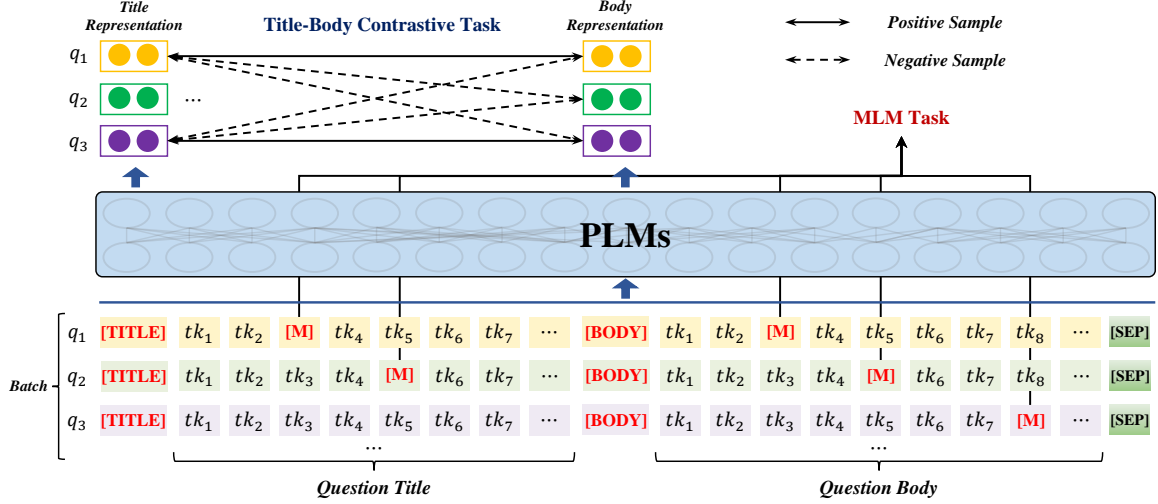 Title Representation
Title-Body Contrastive Task
Body Representation
Positive Sample
Negative Sample
q1
q2 ...
q3
MLM Task
PLMs
q1 [TITLE] tk1 tk2 [M] tk4 tk5 tk6 tk7 ... [BODY] tk1 tk2 [M] tk4 tk5 tk6 tk7 tk8 ... [SEP]
Batch
q2 [TITLE] tk1 tk2 tk3 tk4 [M] tk6 tk7 ... [BODY] tk1 tk2 tk3 tk4 [M] tk6 tk7 tk8 ... [SEP]
q3 [TITLE] tk1 tk2 tk3 tk4 tk5 tk6 tk7 ... [BODY] tk1 tk2 tk3 tk4 tk5 tk6 tk7 [M] ... [SEP]
... ...
Question Title Question Body